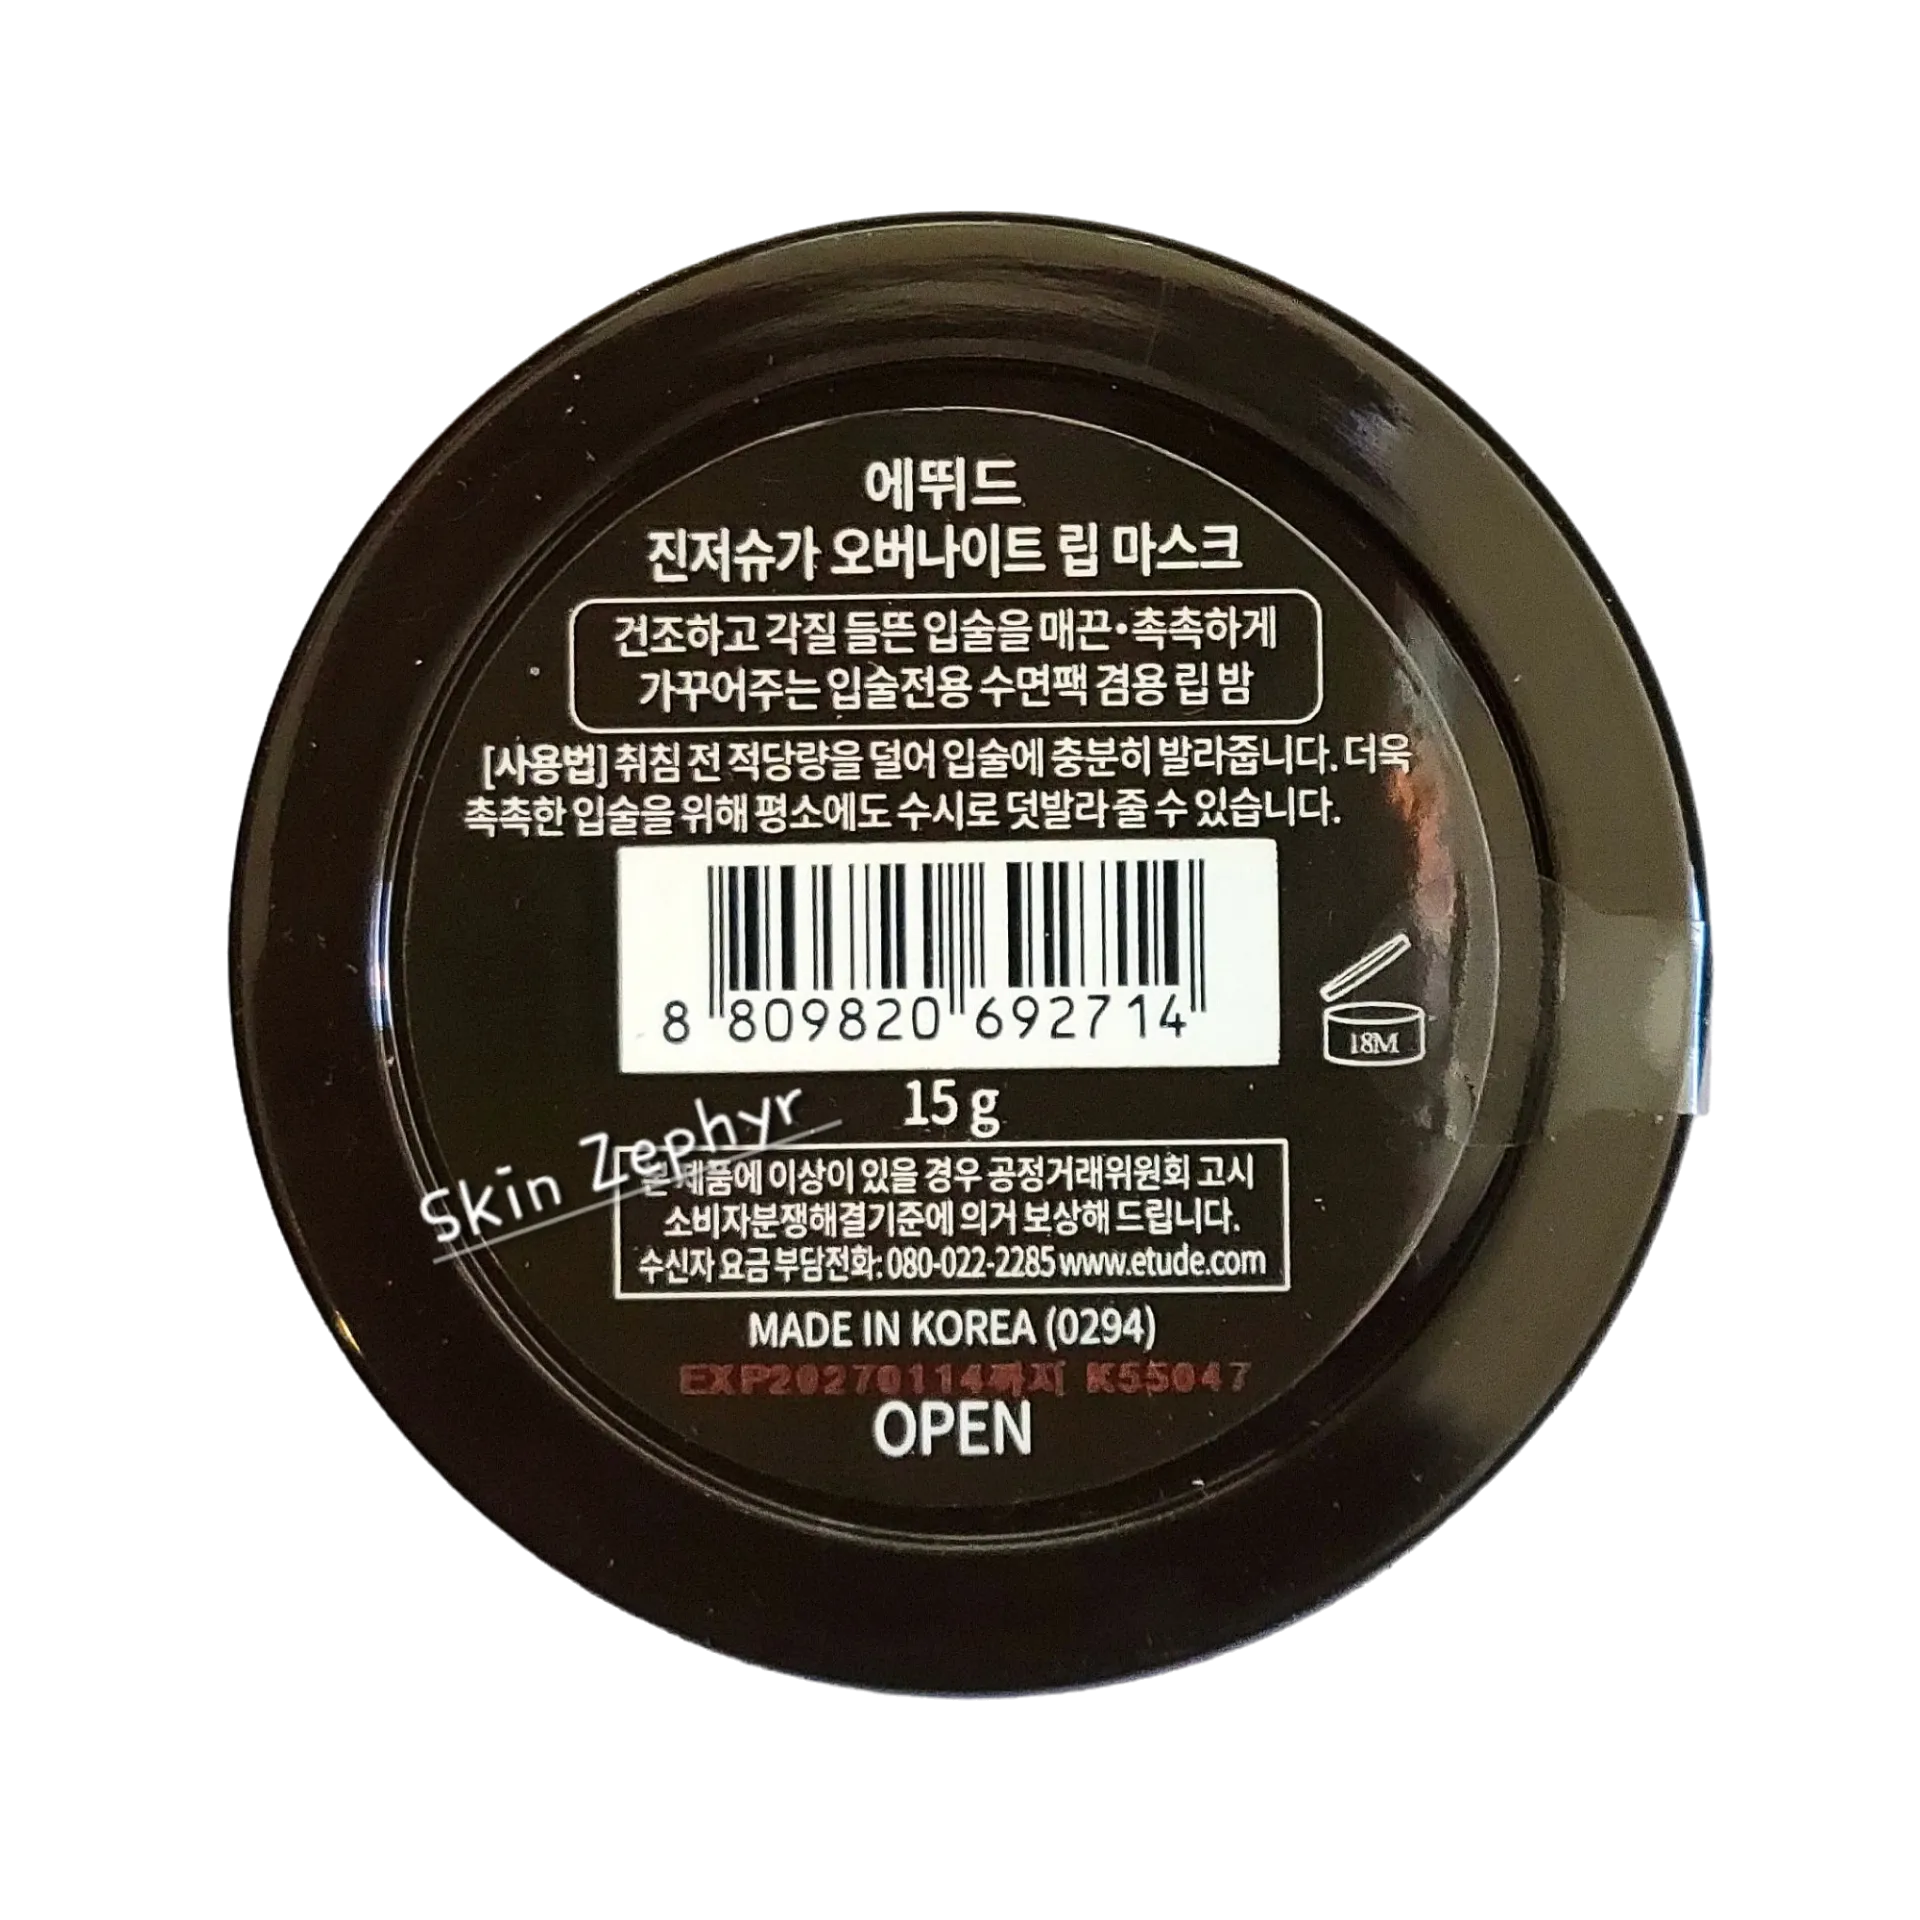 에뛰드
진저슈가 오버나이트 립 마스크
건조하고 각질 들뜬 입술을 매끈•촉촉하게
가꾸어주는 입술전용 수면팩 겸용 립 밤
[사용법] 취침 전 적당량을 덜어 입술에 충분히 발라줍니다. 더욱
촉촉한 입술을 위해 평소에도 수시로 덧발라 줄 수 있습니다.
8 809820 692714
18M
15 g
Skin Zephyr
본 제품에 이상이 있을 경우 공정거래위원회 고시
소비자분쟁해결기준에 의거 보상해 드립니다.
수신자 요금 부담전화: 080-022-2285 www.etude.com
MADE IN KOREA (0294)
EXP20270114까지 K55047
OPEN